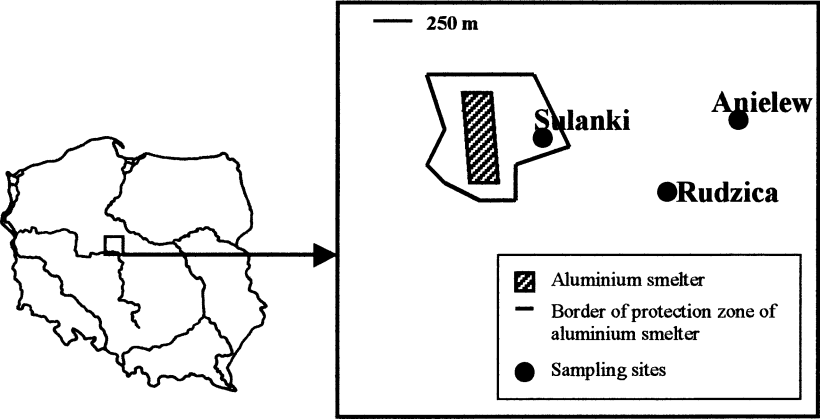 250 m
Anielew
Sulanki
Rudzica
Aluminium smelter
Border of protection zone of
aluminium smelter
Sampling sites